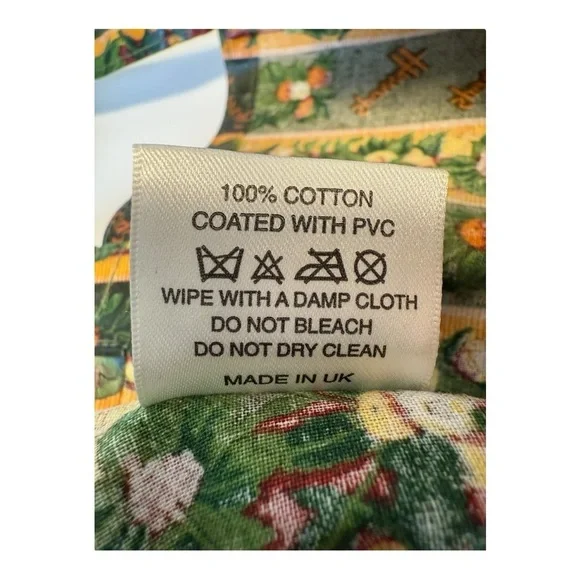 100% COTTON
COATED WITH PVC
WIPE WITH A DAMP CLOTH
DO NOT BLEACH
DO NOT DRY CLEAN
MADE IN UK